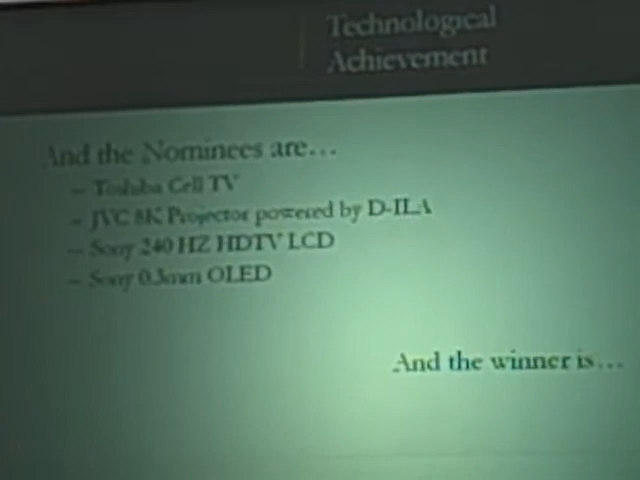 Technological
Achievement
And the Nominees are...
– Toshiba Cell TV
– JVC 8K Projector powered by D-ILA
– Sony 240 HZ HDTV LCD
– Sony 0.3mm OLED
And the winner is...